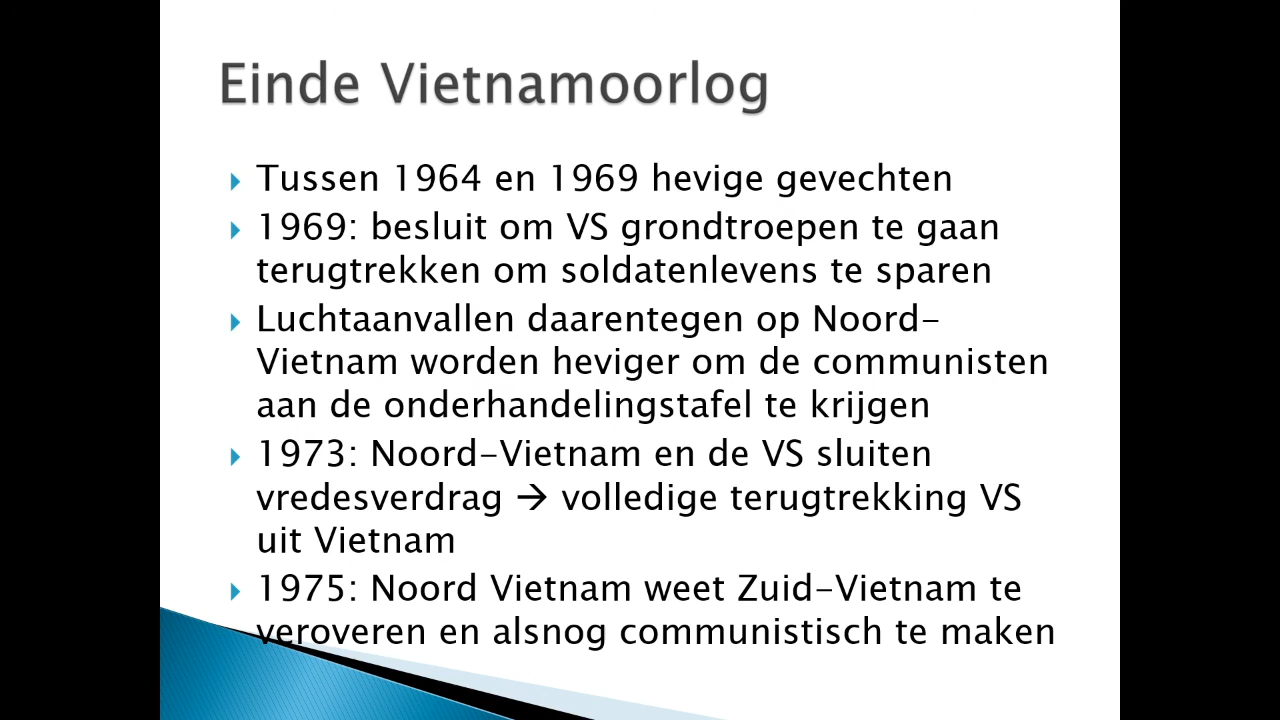 Einde Vietnamoorlog
Tussen 1964 en 1969 hevige gevechten
1969: besluit om VS grondtroepen te gaan
terugtrekken om soldatenlevens te sparen
Luchtaanvallen daarentegen op Noord-
Vietnam worden heviger om de communisten
aan de onderhandelingstafel te krijgen
1973: Noord-Vietnam en de VS sluiten
vredesverdrag → volledige terugtrekking VS
uit Vietnam
1975: Noord Vietnam weet Zuid-Vietnam te
veroveren en alsnog communistisch te maken